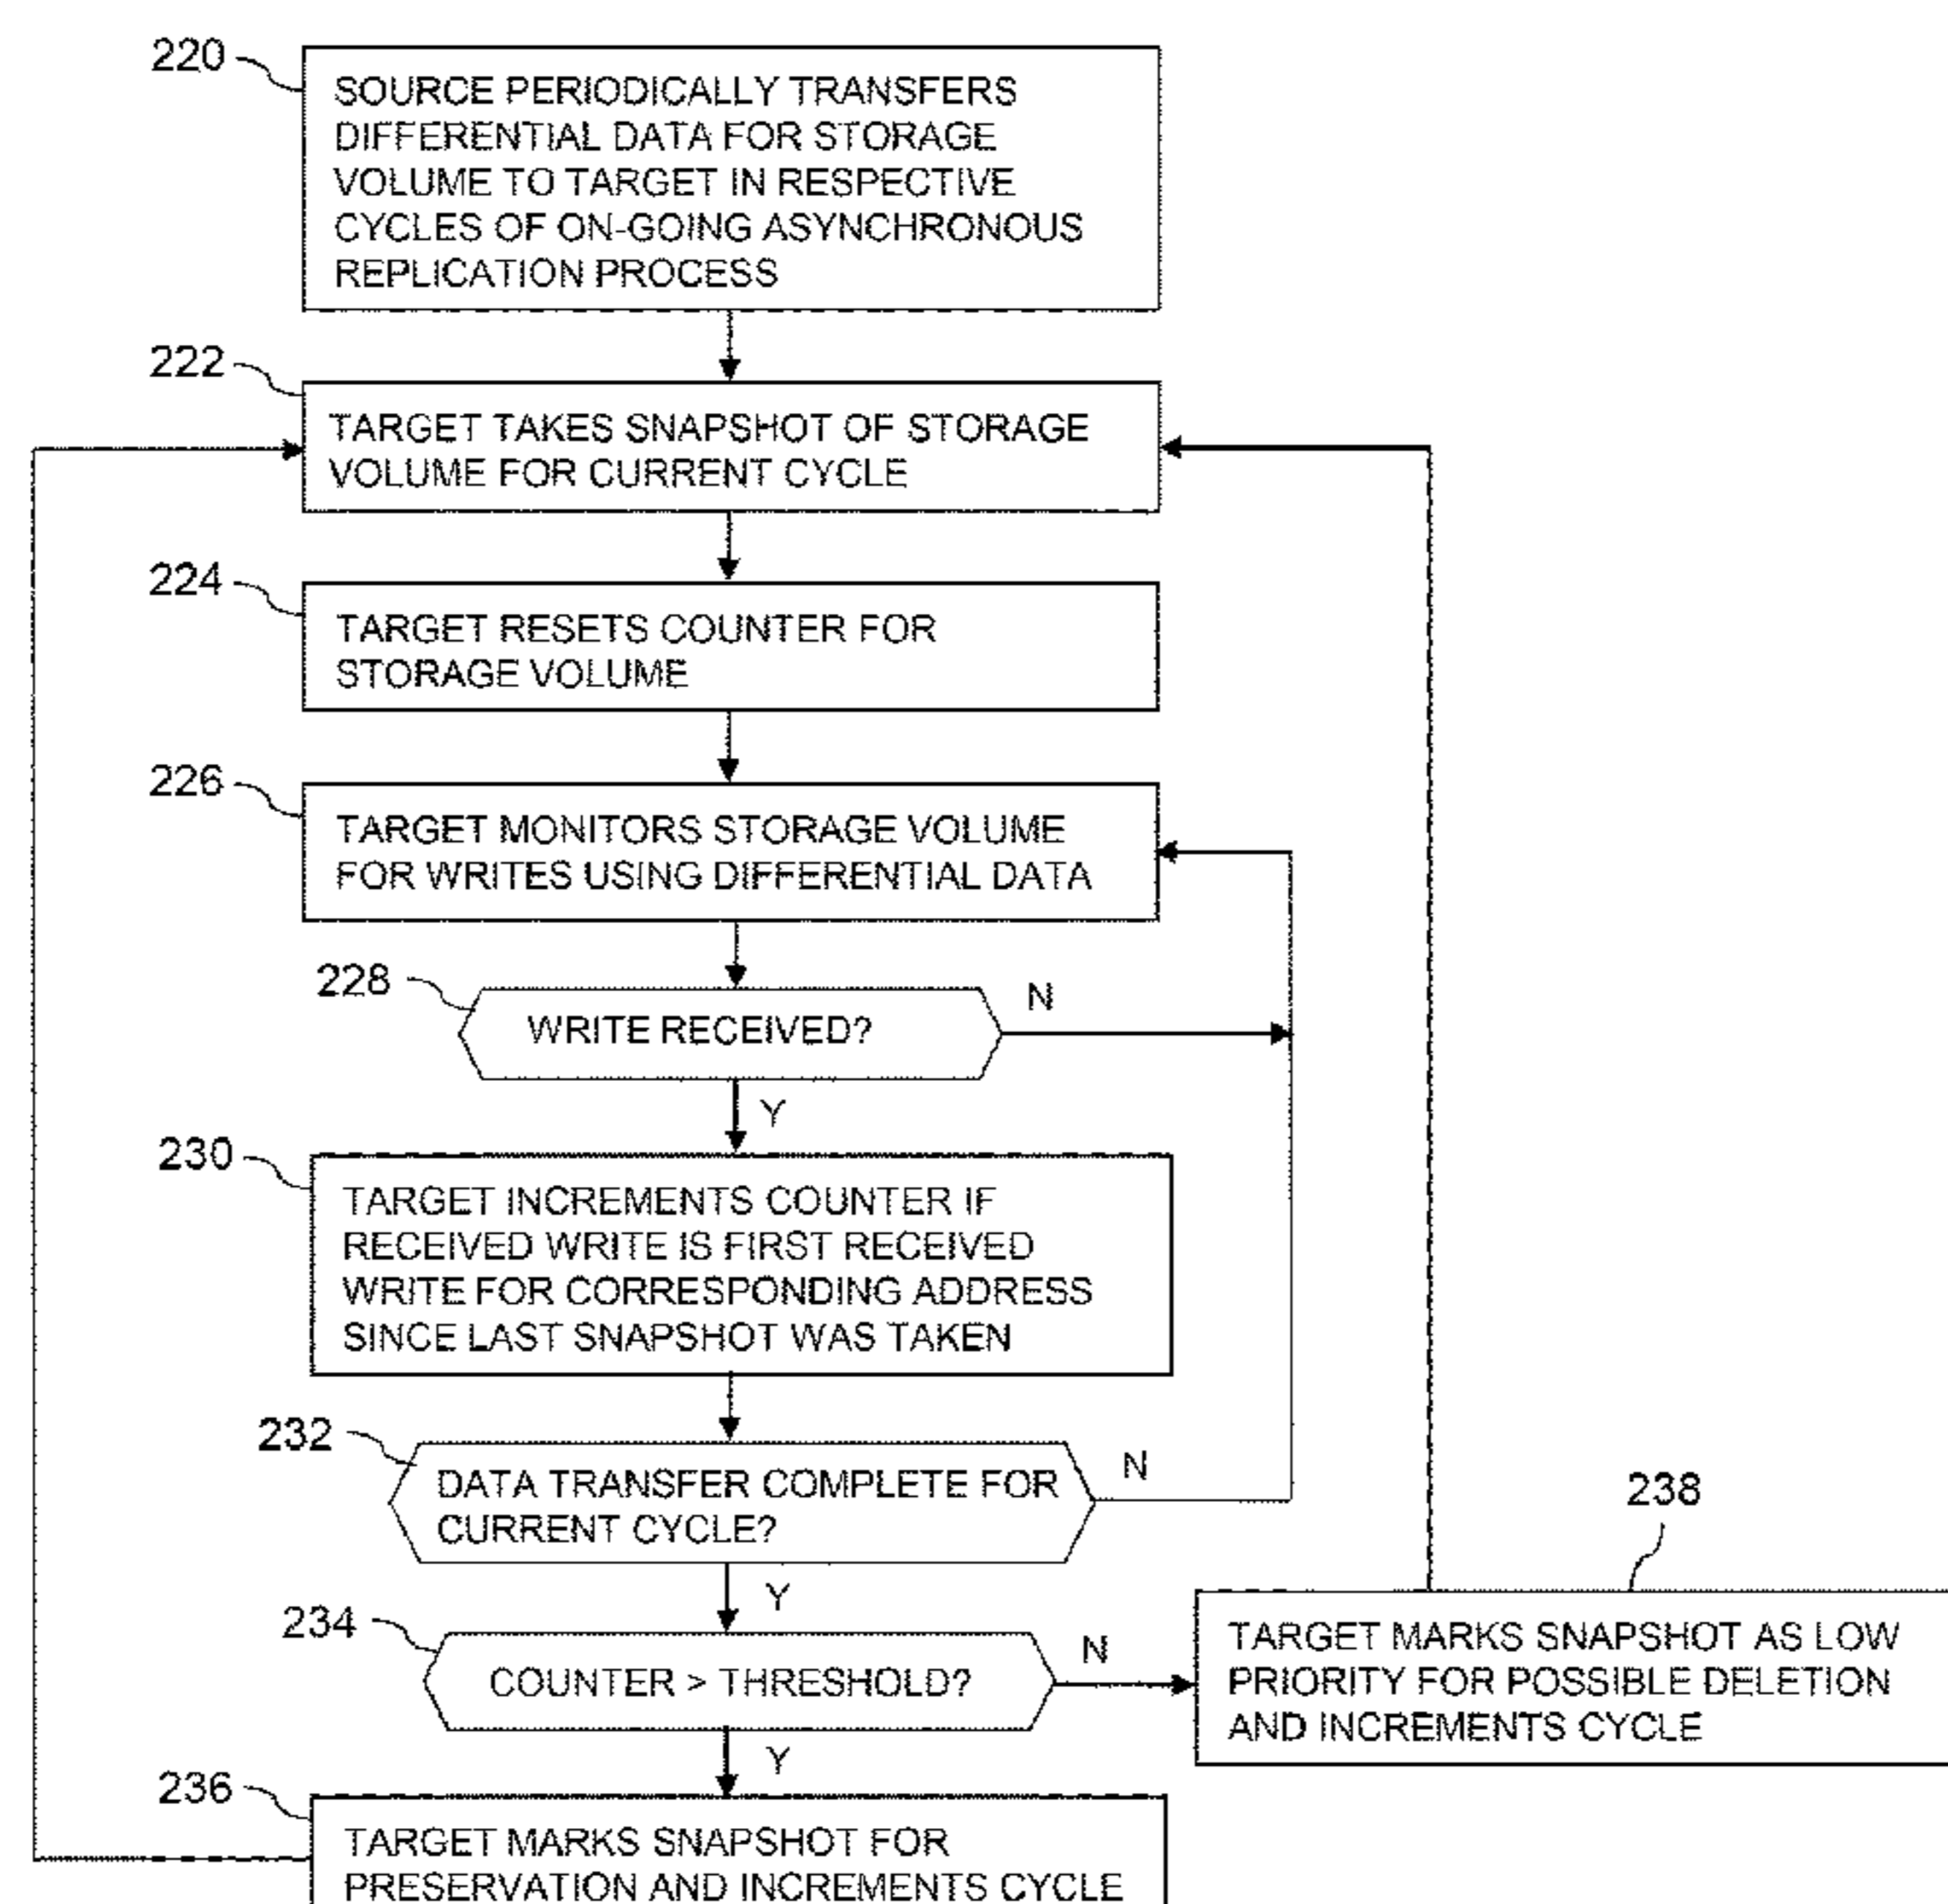 220
SOURCE PERIODICALLY TRANSFERS
DIFFERENTIAL DATA FOR STORAGE
VOLUME TO TARGET IN RESPECTIVE
CYCLES OF ON-GOING ASYNCHRONOUS
REPLICATION PROCESS
222
TARGET TAKES SNAPSHOT OF STORAGE
VOLUME FOR CURRENT CYCLE
224
TARGET RESETS COUNTER FOR
STORAGE VOLUME
226
TARGET MONITORS STORAGE VOLUME
FOR WRITES USING DIFFERENTIAL DATA
228
WRITE RECEIVED?
N
Y
230
TARGET INCREMENTS COUNTER IF
RECEIVED WRITE IS FIRST RECEIVED
WRITE FOR CORRESPONDING ADDRESS
SINCE LAST SNAPSHOT WAS TAKEN
232
DATA TRANSFER COMPLETE FOR
CURRENT CYCLE?
N
Y
234
COUNTER > THRESHOLD?
N
Y
238
TARGET MARKS SNAPSHOT AS LOW
PRIORITY FOR POSSIBLE DELETION
AND INCREMENTS CYCLE
236
TARGET MARKS SNAPSHOT FOR
PRESERVATION AND INCREMENTS CYCLE